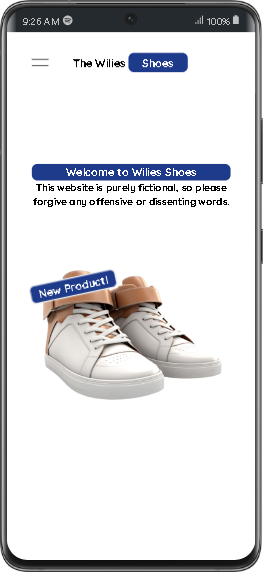 9:26 AM 100%
The Wilies Shoes
Welcome to Wilies Shoes
This website is purely fictional, so please
forgive any offensive or dissenting words.
New Product!